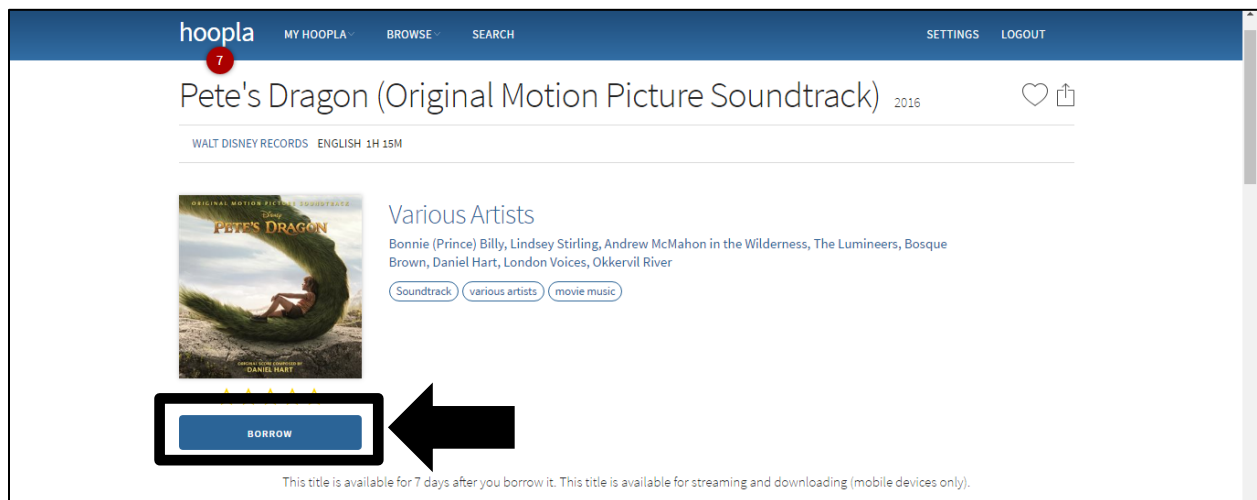 hoopla MY HOOPLA BROWSE SEARCH SETTINGS LOGOUT
7
Pete's Dragon (Original Motion Picture Soundtrack) 2016
WALT DISNEY RECORDS ENGLISH 1H 15M
ORIGINAL MOTION PICTURE SOUNDTRACK
Disney
PETE'S DRAGON
ORIGINAL SCORE COMPOSED BY
DANIEL HART
Various Artists
Bonnie (Prince) Billy, Lindsey Stirling, Andrew McMahon in the Wilderness, The Lumineers, Bosque
Brown, Daniel Hart, London Voices, Okkervil River
Soundtrack various artists movie music
BORROW
This title is available for 7 days after you borrow it. This title is available for streaming and downloading (mobile devices only).